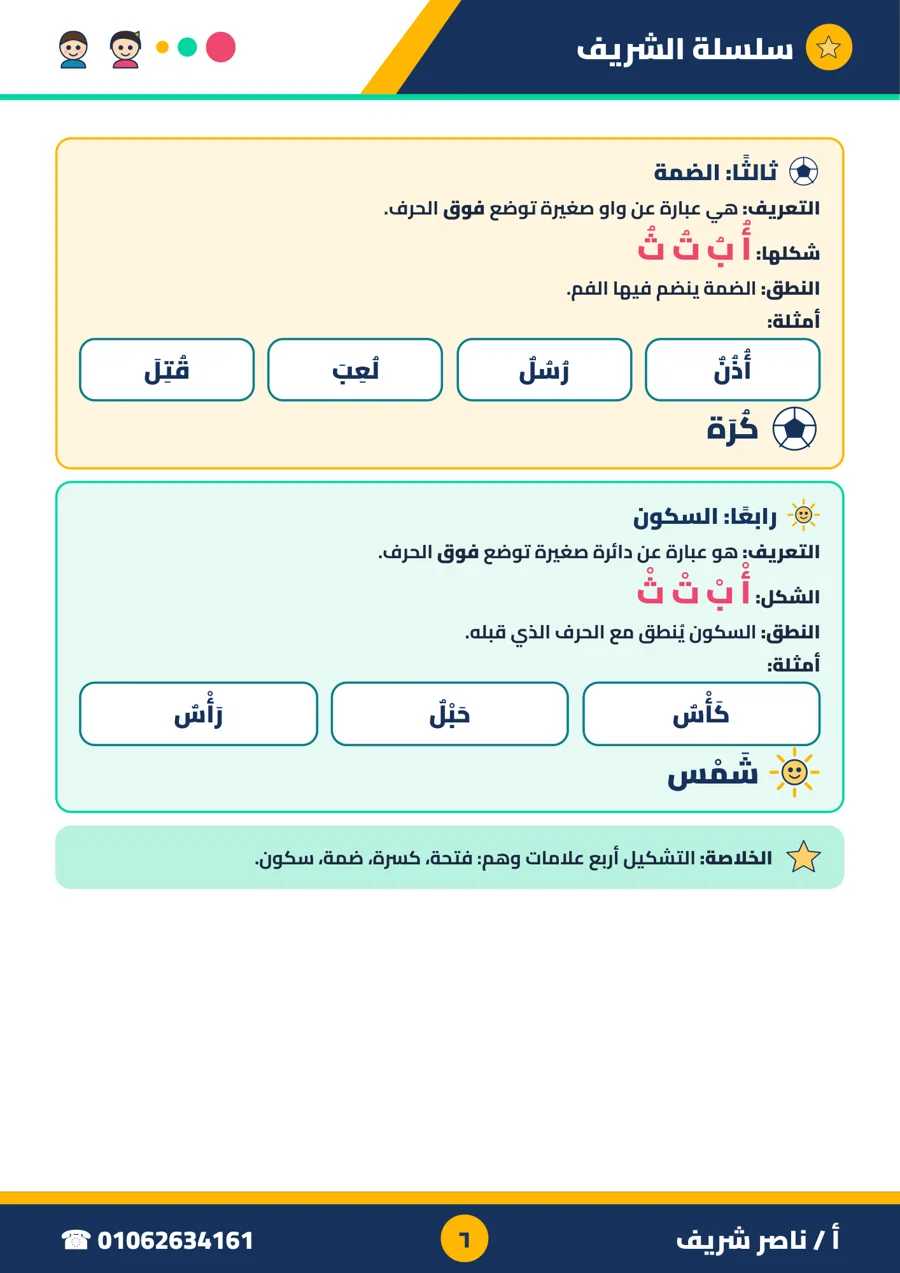 سلسلة الشريف
ثالثًا: الضمة
التعريف: هي عبارة عن واو صغيرة توضع فوق الحرف.
شكلها: أُ بُ تُ ثُ
النطق: الضمة ينضم فيها الفم.
أمثلة:
أُذُنٌ رُسُلٌ لُعِبَ قُتِلَ
كُرَة
رابعًا: السكون
التعريف: هو عبارة عن دائرة صغيرة توضع فوق الحرف.
الشكل: أْ بْ تْ ثْ
النطق: السكون يُنطق مع الحرف الذي قبله.
أمثلة:
كَأْسٌ حَبْلٌ رَأْسٌ
شَمْس
الخلاصة: التشكيل أربع علامات وهم: فتحة، كسرة، ضمة، سكون.
أ / ناصر شريف ٦ 01062634161 ☎